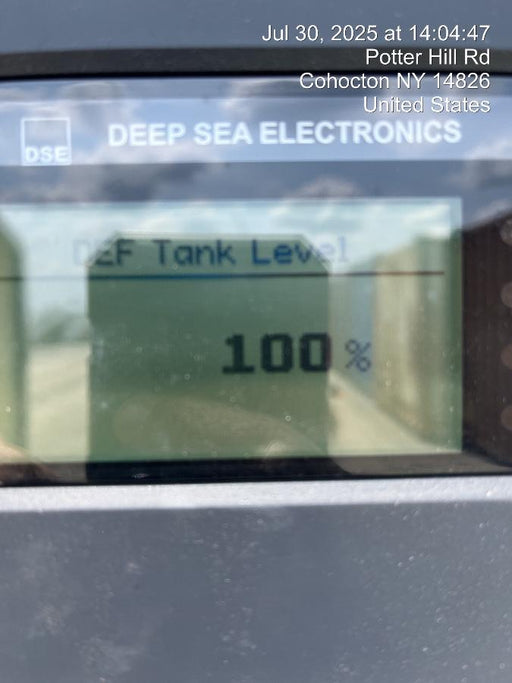 Jul 30, 2025 at 14:04:47
Potter Hill Rd
Cohocton NY 14826
United States
DSE
DEEP SEA ELECTRONICS
DEF Tank Level
100 %